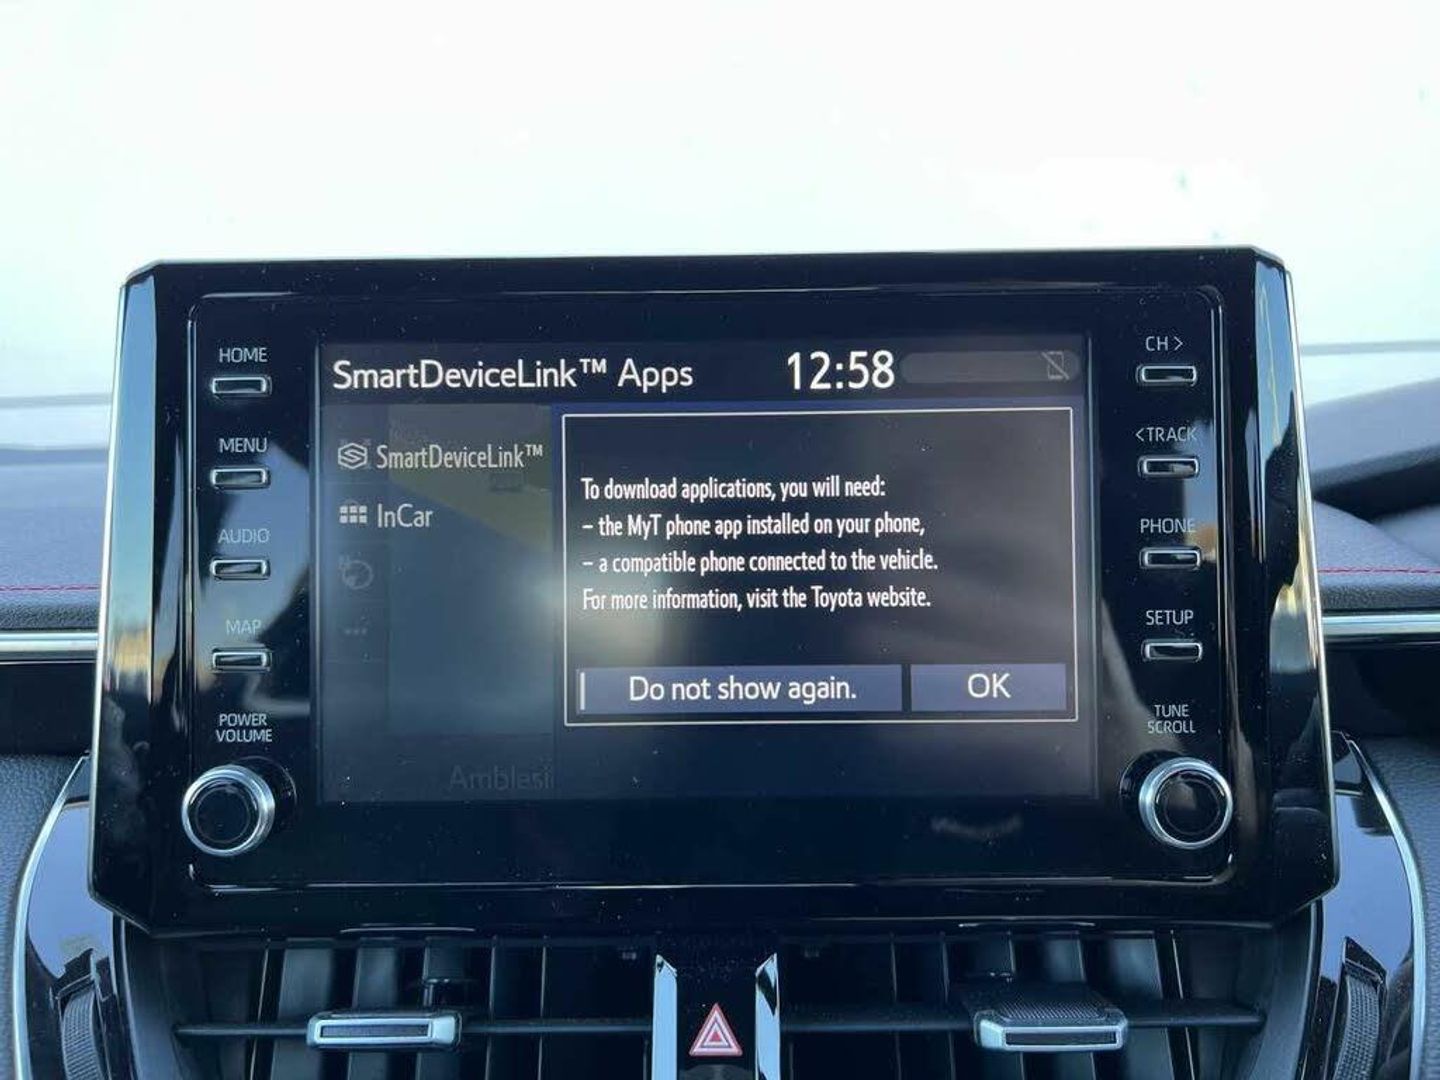 HOME
MENU
AUDIO
MAP
POWER
VOLUME
SmartDeviceLink™ Apps
12:58
SmartDeviceLink™
InCar
To download applications, you will need:
– the MyT phone app installed on your phone,
– a compatible phone connected to the vehicle.
For more information, visit the Toyota website.
Do not show again.
OK
Amblesi
CH >
<TRACK
PHONE
SETUP
TUNE
SCROLL